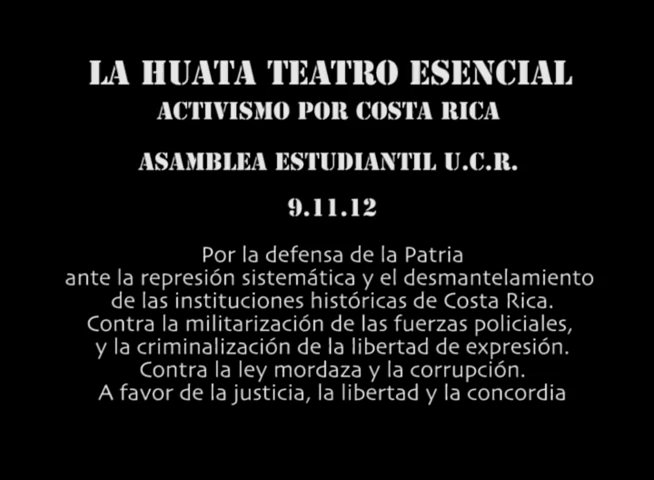 LA HUATA TEATRO ESENCIAL
ACTIVISMO POR COSTA RICA
ASAMBLEA ESTUDIANTIL U.C.R.
9.11.12
Por la defensa de la Patria
ante la represión sistemática y el desmantelamiento
de las instituciones históricas de Costa Rica.
Contra la militarización de las fuerzas policiales,
y la criminalización de la libertad de expresión.
Contra la ley mordaza y la corrupción.
A favor de la justicia, la libertad y la concordia